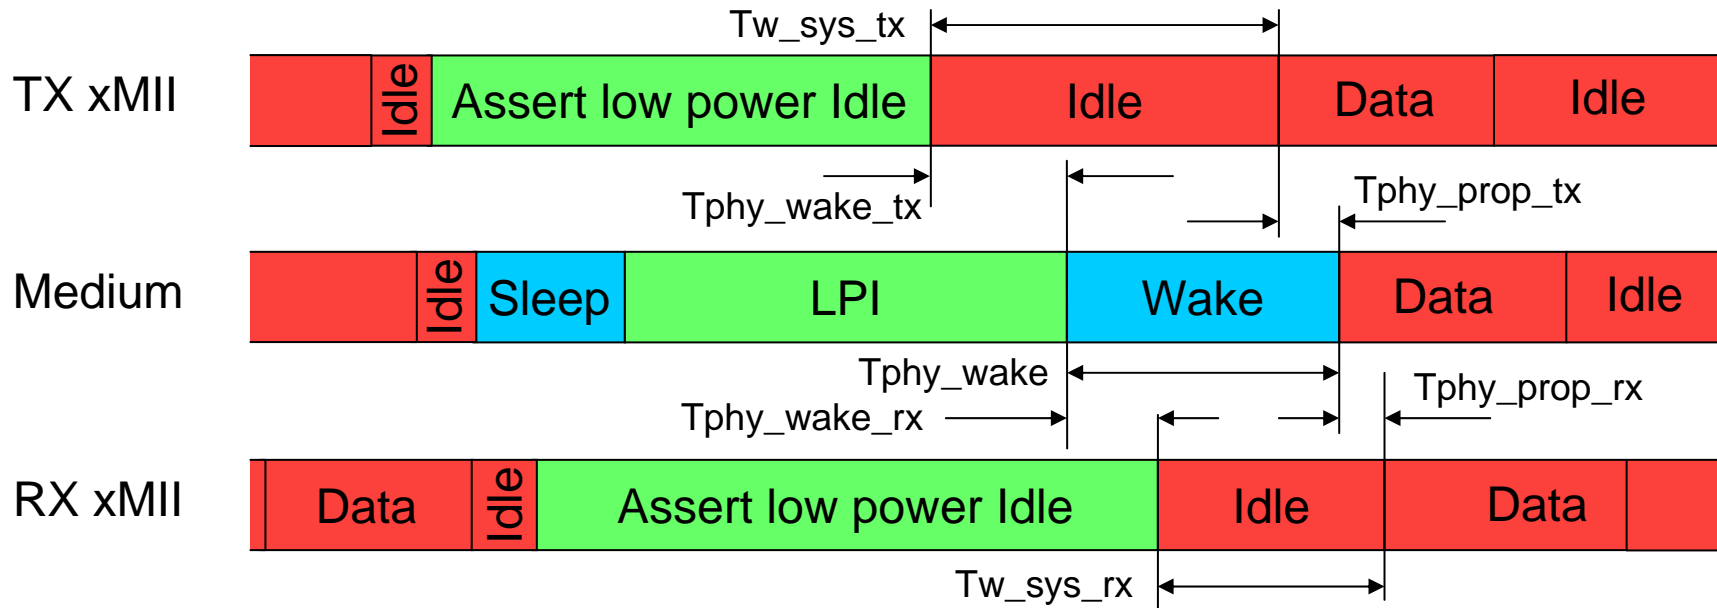 Tw_sys_tx
TX xMII
Idle
Assert low power Idle
Idle
Data
Idle
Tphy_wake_tx
Tphy_prop_tx
Medium
Idle
Sleep
LPI
Wake
Data
Idle
Tphy_wake
Tphy_prop_rx
Tphy_wake_rx
RX xMII
Data
Idle
Assert low power Idle
Idle
Data
Tw_sys_rx